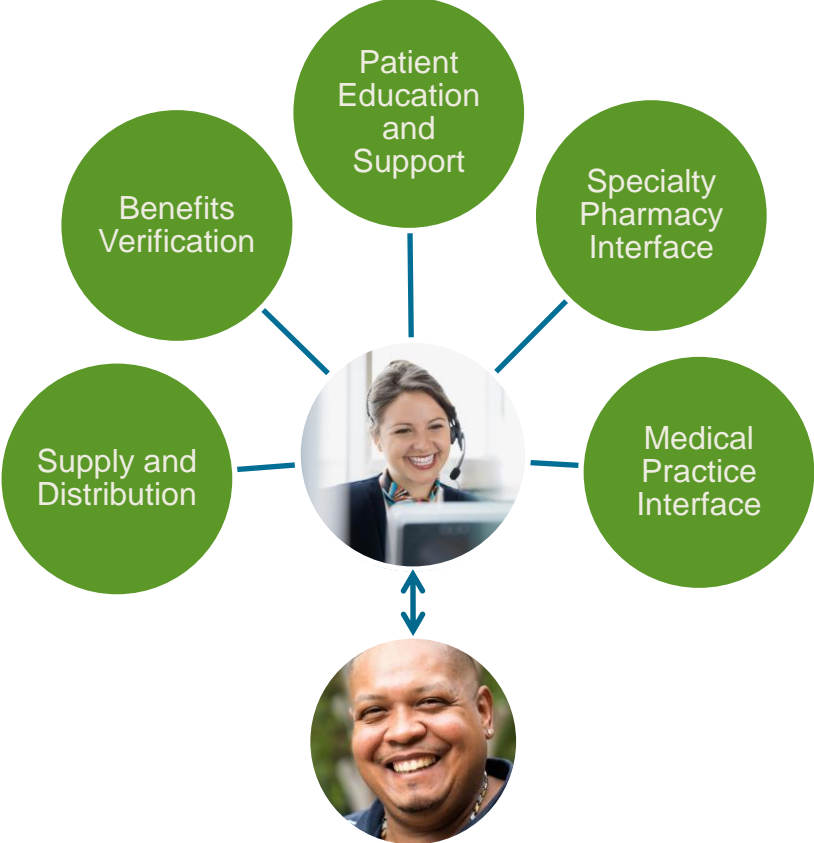 Patient
Education
and
Support
Benefits
Verification
Specialty
Pharmacy
Interface
Supply and
Distribution
Medical
Practice
Interface